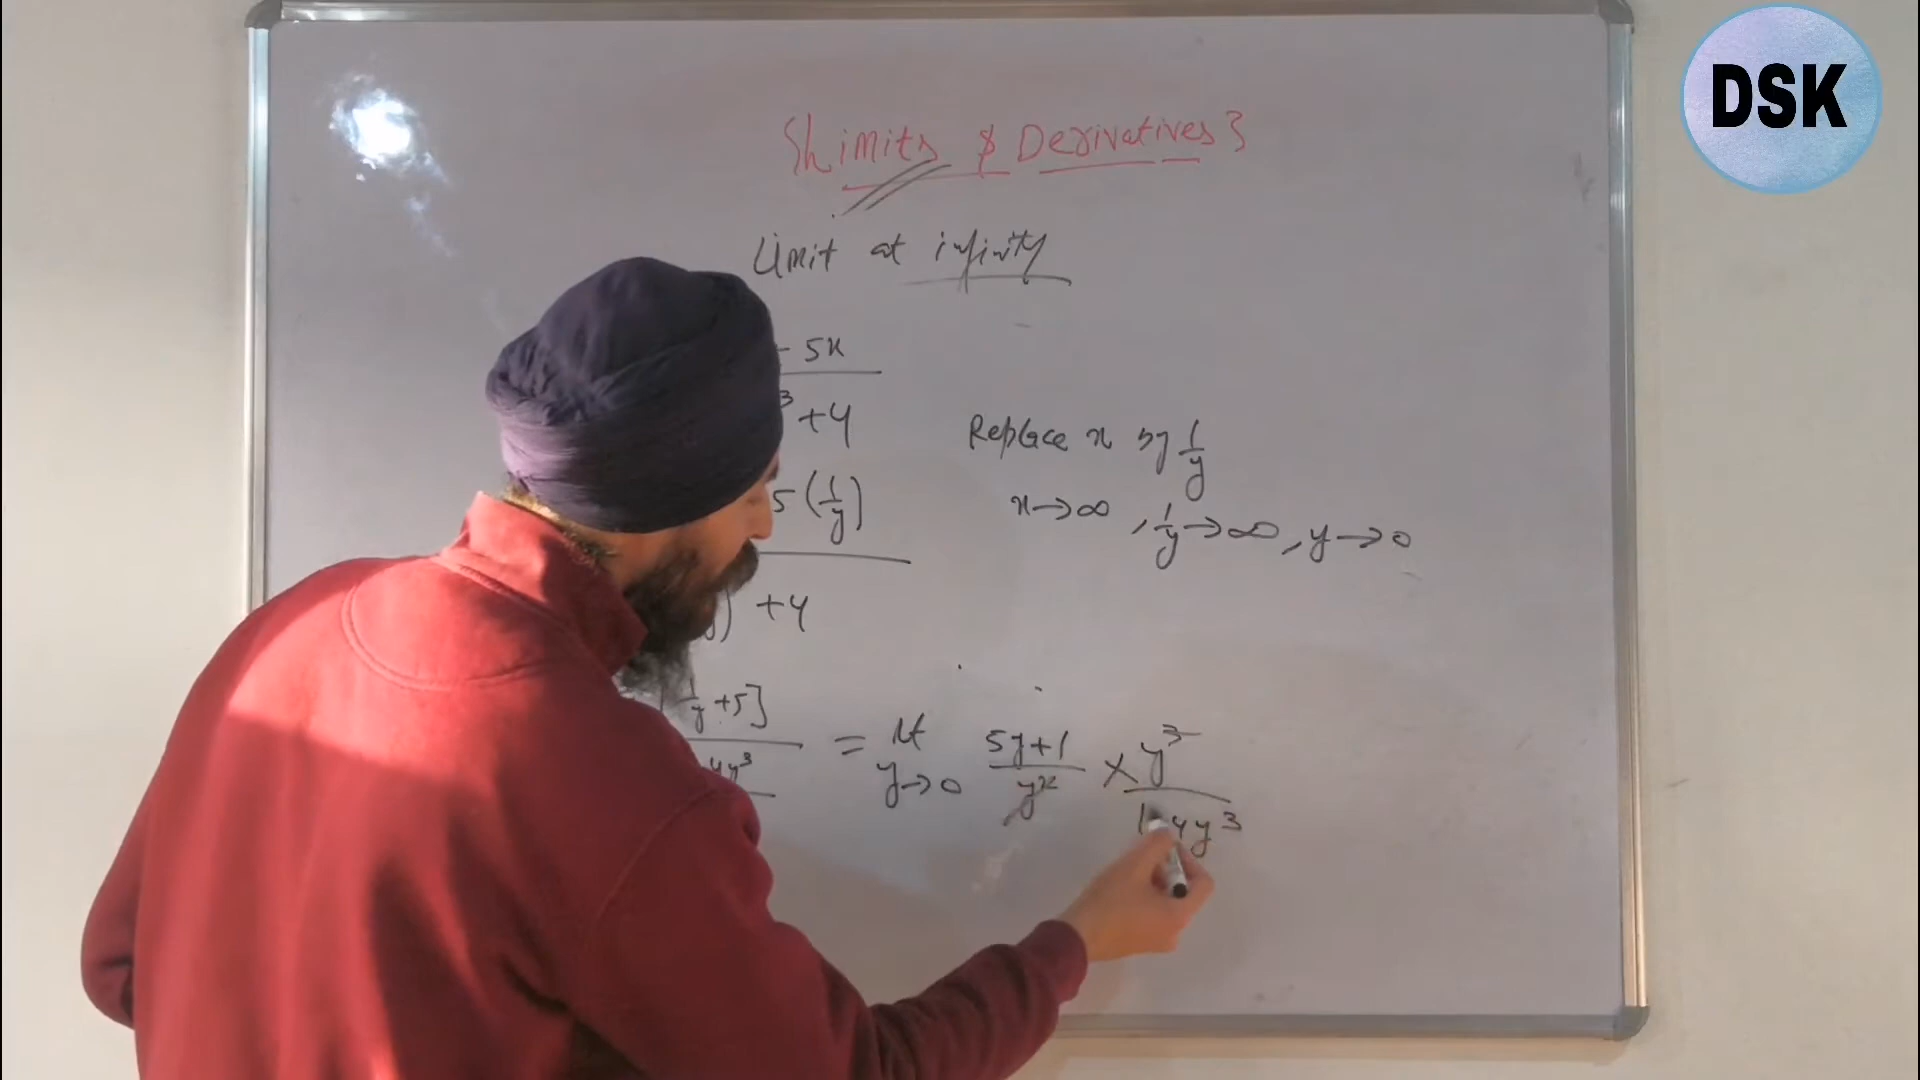 DSK
{Limits & Derivatives}
Limit at infinity
- 5x
3 +4
Replace x by 1/y
5 (1/y)
x→∞ , 1/y→∞ , y→0
y) +4
1/y +5]
4y³
= lt y→0 5y+1/y² × y³/1+4y³